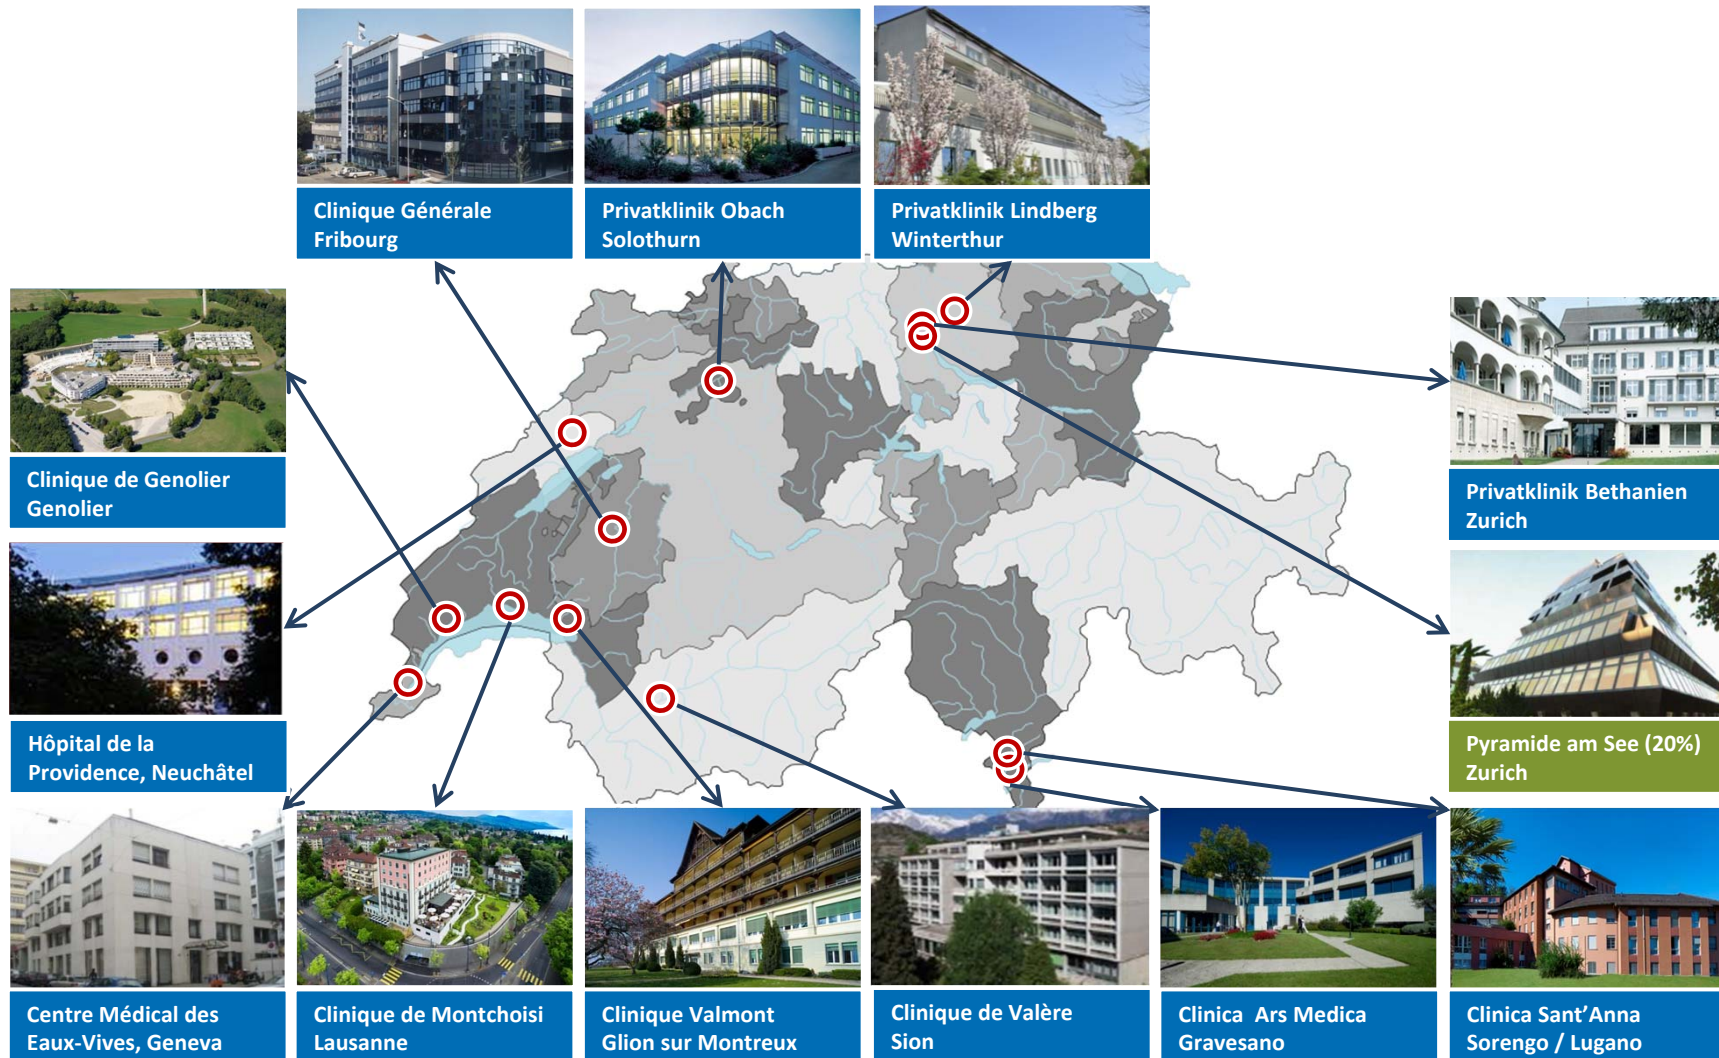 Clinique Générale
Fribourg
Privatklinik Obach
Solothurn
Privatklinik Lindberg
Winterthur
Clinique de Genolier
Genolier
Privatklinik Bethanien
Zurich
Hôpital de la
Providence, Neuchâtel
Pyramide am See (20%)
Zurich
Centre Médical des
Eaux-Vives, Geneva
Clinique de Montchoisi
Lausanne
Clinique Valmont
Glion sur Montreux
Clinique de Valère
Sion
Clinica Ars Medica
Gravesano
Clinica Sant’Anna
Sorengo / Lugano